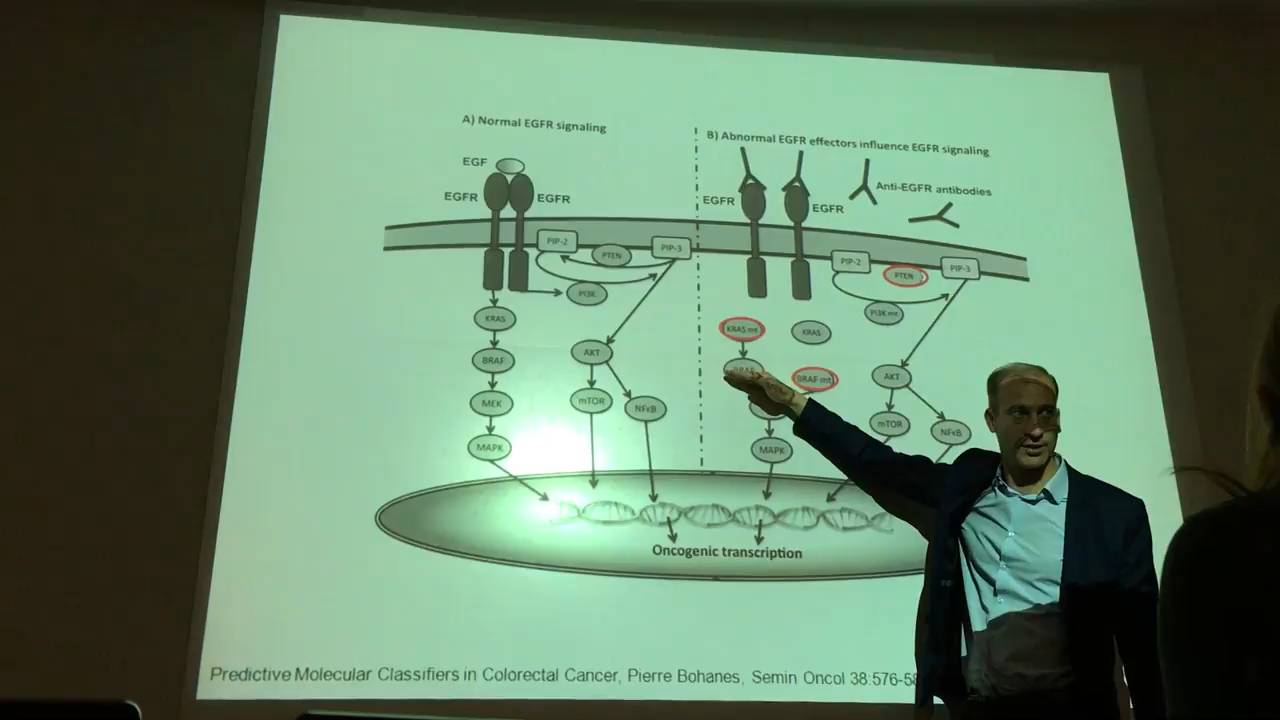 A) Normal EGFR signaling
EGF
EGFR
EGFR
PIP-2
PTEN
PIP-3
PI3K
KRAS
BRAF
MEK
MAPK
AKT
mTOR
NFκB
B) Abnormal EGFR effectors influence EGFR signaling
Anti-EGFR antibodies
EGFR
EGFR
PIP-2
PTEN
PIP-3
PI3K mt
KRAS mt
KRAS
BRAF
BRAF mt
MAPK
AKT
mTOR
NFκB
Oncogenic transcription
Predictive Molecular Classifiers in Colorectal Cancer, Pierre Bohanes, Semin Oncol 38:576-58